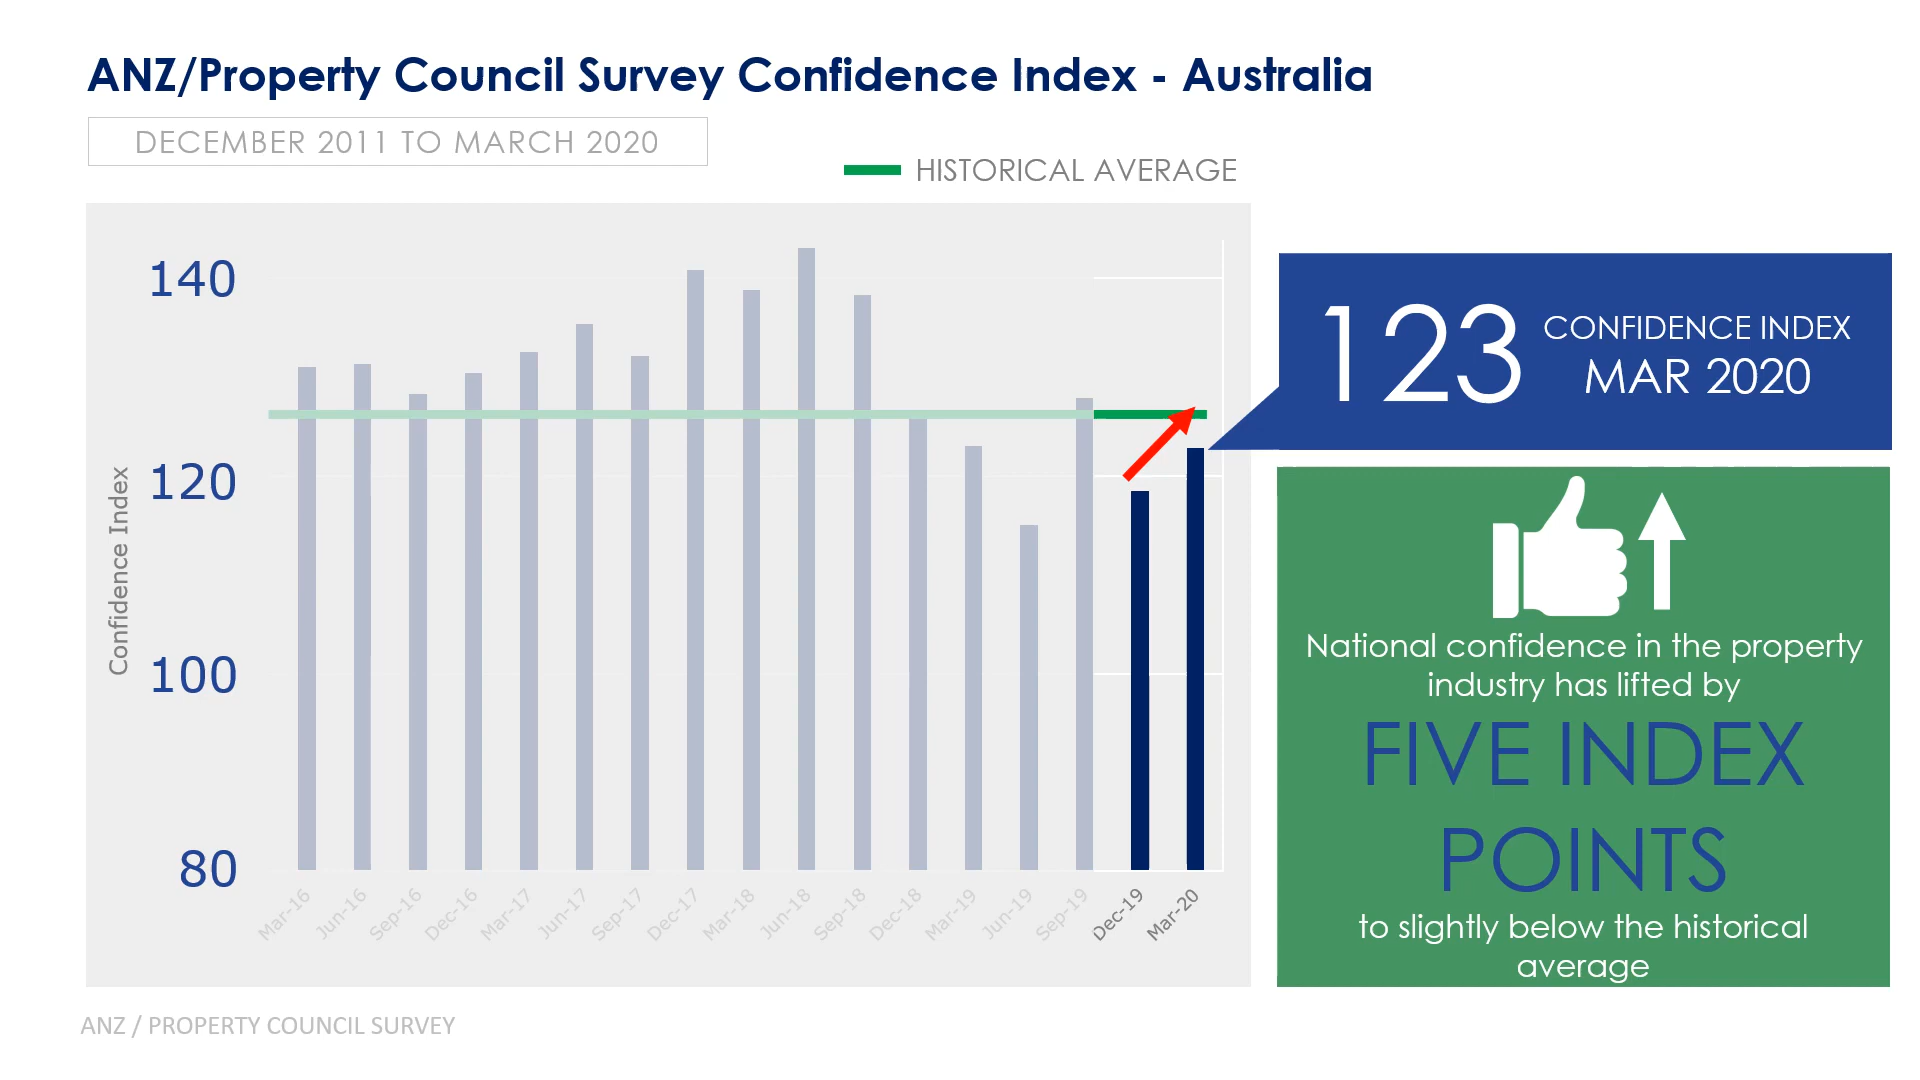 ANZ/Property Council Survey Confidence Index - Australia
DECEMBER 2011 TO MARCH 2020
HISTORICAL AVERAGE
140
120
100
80
Confidence Index
Mar-16
Jun-16
Sep-16
Dec-16
Mar-17
Jun-17
Sep-17
Dec-17
Mar-18
Jun-18
Sep-18
Dec-18
Mar-19
Jun-19
Sep-19
Dec-19
Mar-20
123
CONFIDENCE INDEX
MAR 2020
National confidence in the property
industry has lifted by
FIVE INDEX
POINTS
to slightly below the historical
average
ANZ / PROPERTY COUNCIL SURVEY